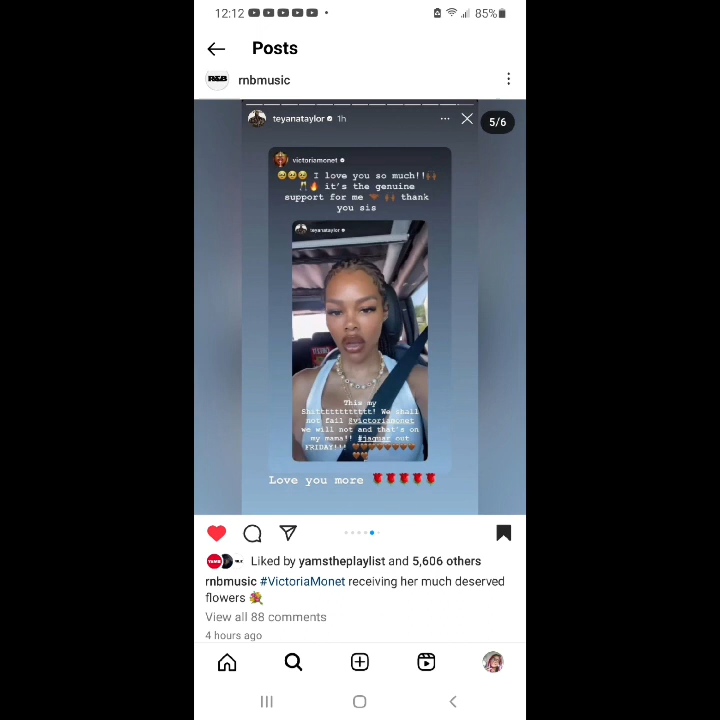 12:12
85%
Posts
R&B
rnbmusic
teyanataylor 1h
5/6
victoriamonet
🥹🥹🥹 I love you so much!!🙌🏾
🥂🔥 it's the genuine
support for me 🤎 🙌🏾 thank
you sis
teyanataylor
This my
Shittttttttttt! We shall
not fail @victoriamonet
we will not and that's on
my mama!! #jaguar out
FRIDAY!!! 🤎🤎🤎🤎🤎🤎🤎🤎
🤎🤎
Love you more 🌹🌹🌹🌹🌹
Liked by yamstheplaylist and 5,606 others
rnbmusic #VictoriaMonet receiving her much deserved
flowers 💐
View all 88 comments
4 hours ago